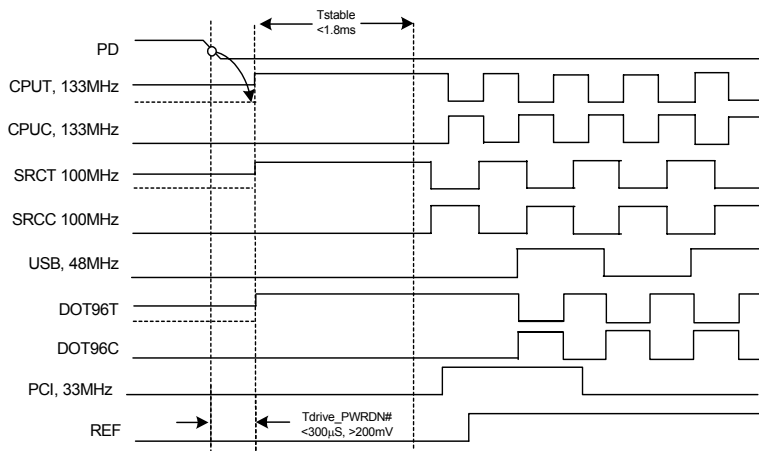 Tstable
<1.8ms
PD
CPUT, 133MHz
CPUC, 133MHz
SRCT 100MHz
SRCC 100MHz
USB, 48MHz
DOT96T
DOT96C
PCI, 33MHz
Tdrive_PWRDN#
<300µS, >200mV
REF